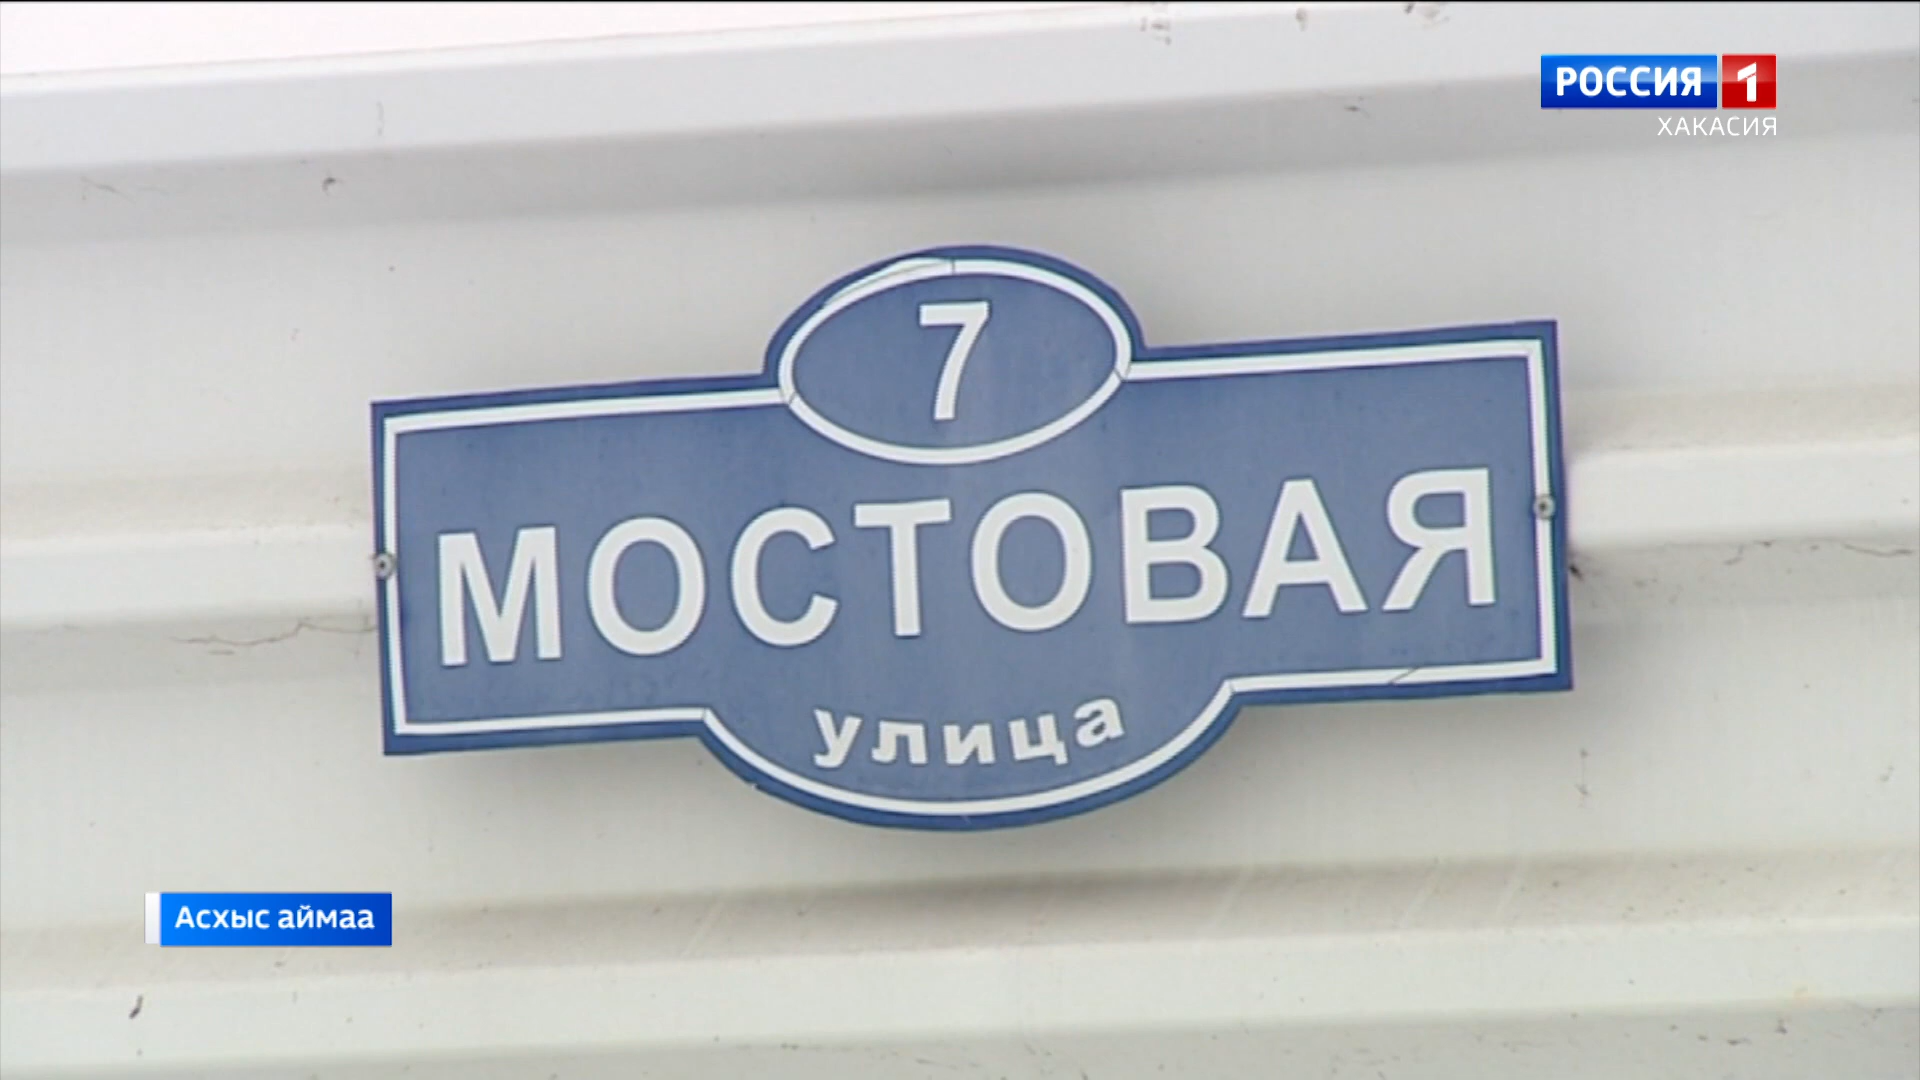 РОССИЯ 1
ХАКАСИЯ
7
МОСТОВАЯ
улица
Асхыс аймаа